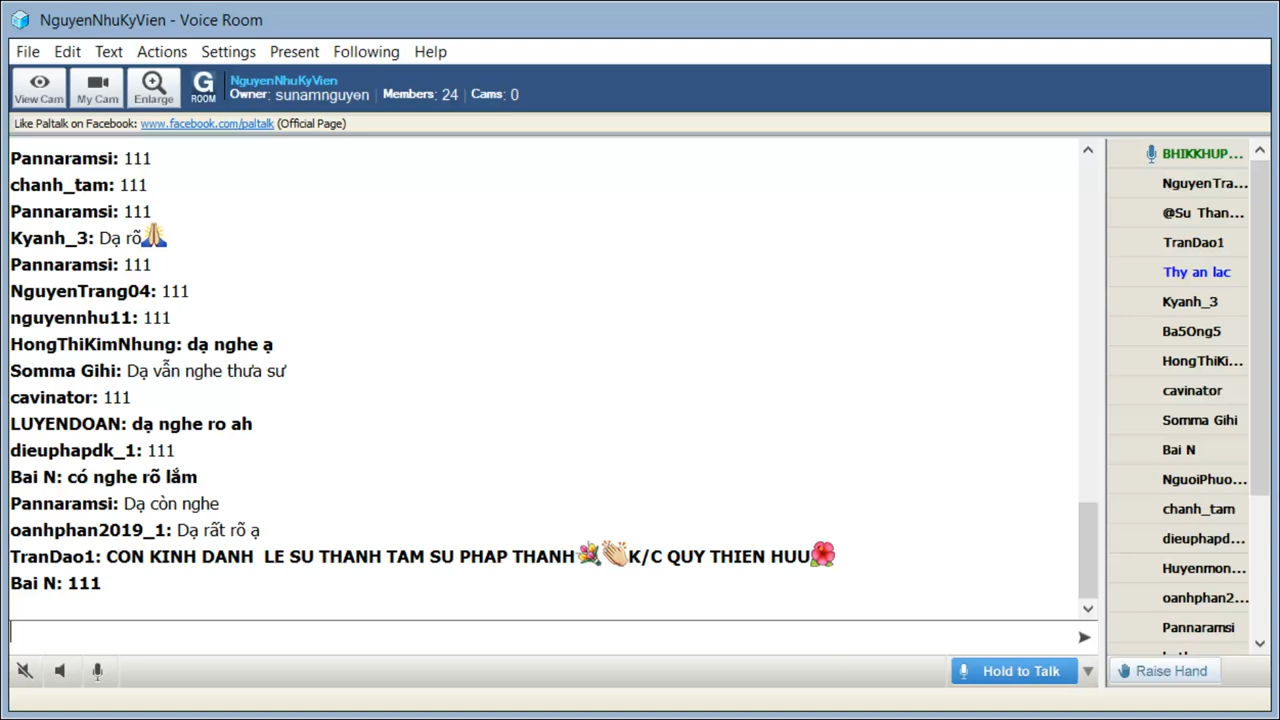 NguyenNhuKyVien - Voice Room
File Edit Text Actions Settings Present Following Help
View Cam My Cam Enlarge G ROOM
NguyenNhuKyVien
Owner: sunamnguyen Members: 24 Cams: 0
Like Paltalk on Facebook: www.facebook.com/paltalk (Official Page)
Pannaramsi: 111
chanh_tam: 111
Pannaramsi: 111
Kyanh_3: Dạ rõ
Pannaramsi: 111
NguyenTrang04: 111
nguyennhu11: 111
HongThiKimNhung: dạ nghe ạ
Somma Gihi: Dạ vẫn nghe thưa sư
cavinator: 111
LUYENDOAN: dạ nghe ro ah
dieuphapdk_1: 111
Bai N: có nghe rõ lắm
Pannaramsi: Dạ còn nghe
oanhphan2019_1: Dạ rất rõ ạ
TranDao1: CON KINH DANH LE SU THANH TAM SU PHAP THANH K/C QUY THIEN HUU
Bai N: 111
BHIKKHUP...
NguyenTra...
@Su Than...
TranDao1
Thy an lac
Kyanh_3
Ba5Ong5
HongThiKi...
cavinator
Somma Gihi
Bai N
NguoiPhuo...
chanh_tam
dieuphapd...
Huyenmon...
oanhphan2...
Pannaramsi
Hold to Talk
Raise Hand